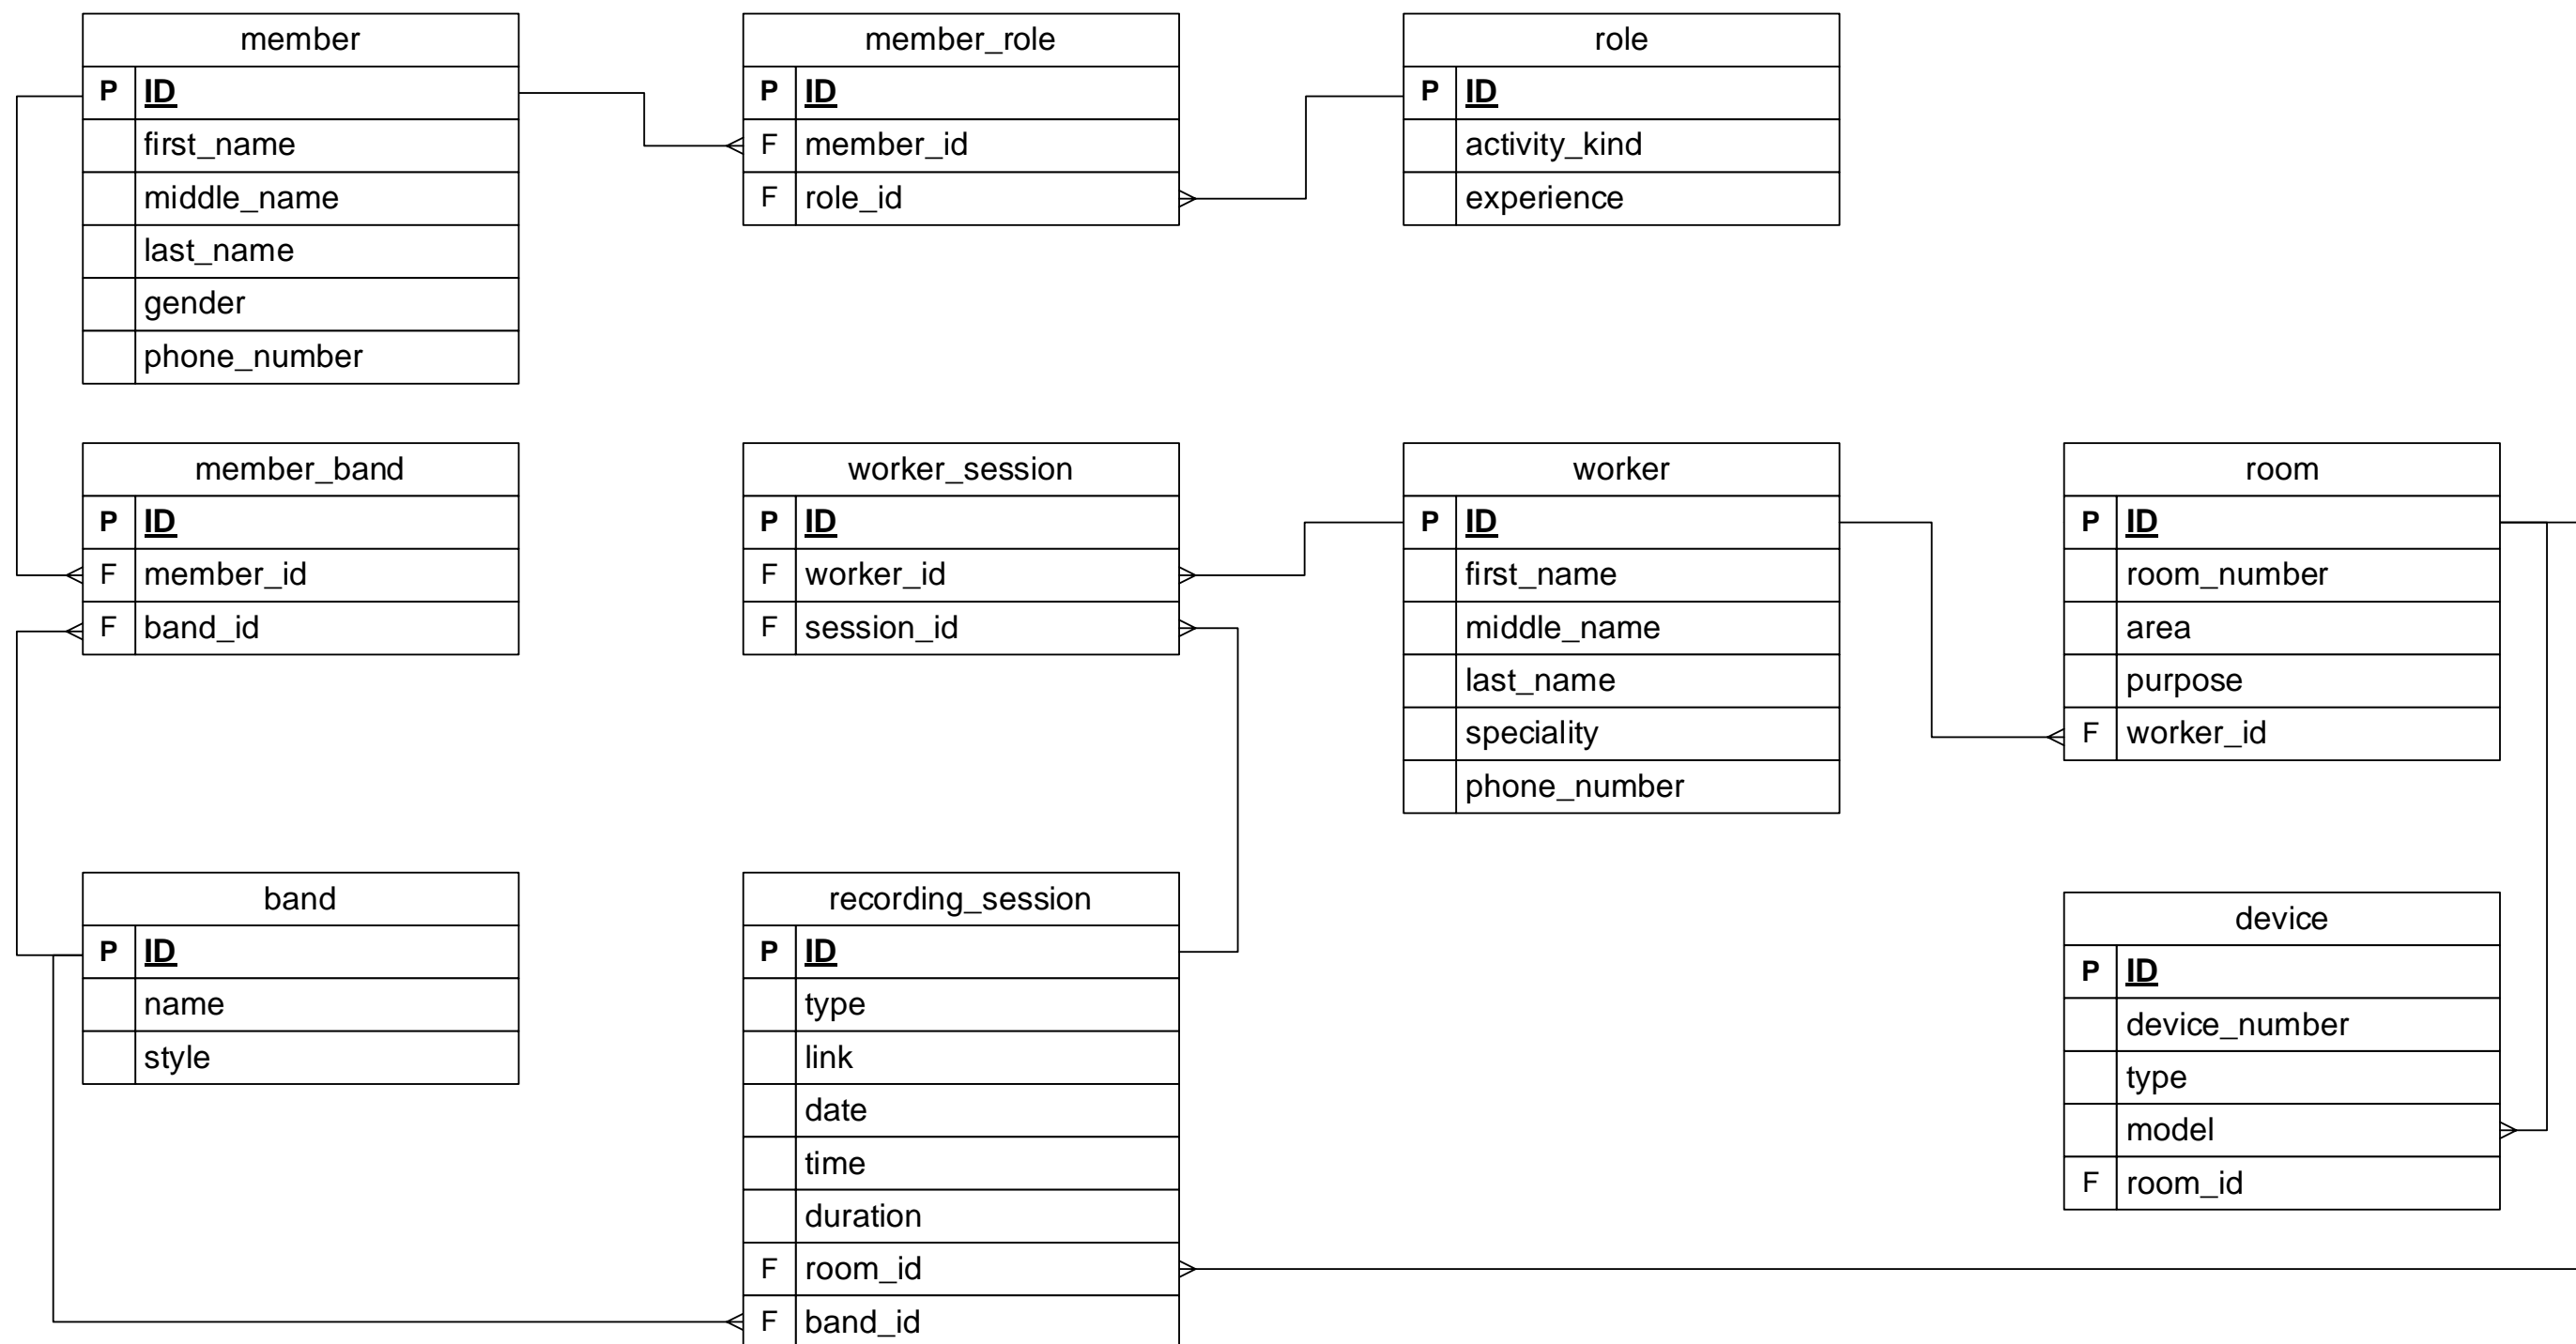 member
P ID
first_name
middle_name
last_name
gender
phone_number
member_role
P ID
F member_id
F role_id
role
P ID
activity_kind
experience
member_band
P ID
F member_id
F band_id
worker_session
P ID
F worker_id
F session_id
worker
P ID
first_name
middle_name
last_name
speciality
phone_number
room
P ID
room_number
area
purpose
F worker_id
band
P ID
name
style
recording_session
P ID
type
link
date
time
duration
F room_id
F band_id
device
P ID
device_number
type
model
F room_id